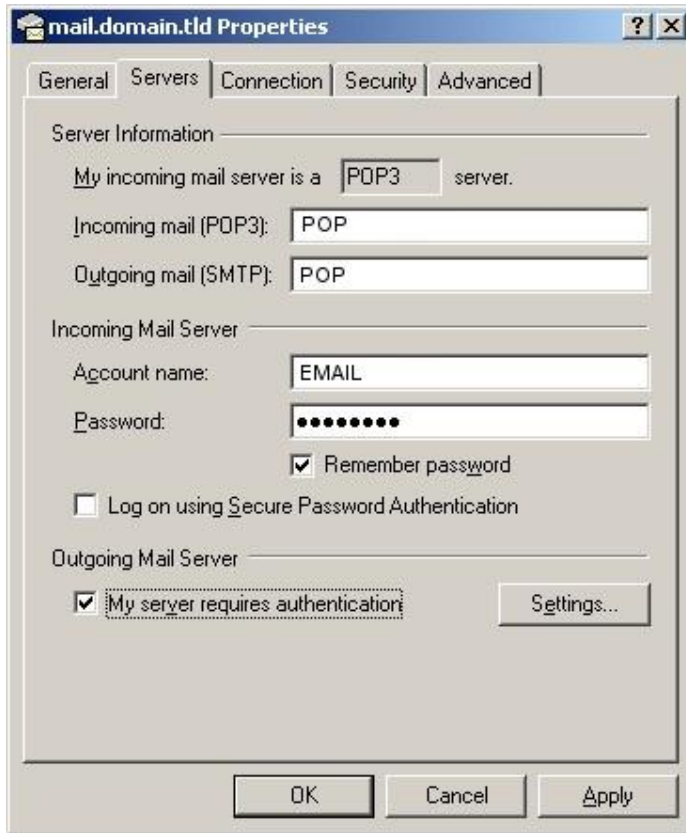 mail.domain.tld Properties
General Servers Connection Security Advanced
Server Information
My incoming mail server is a POP3 server.
Incoming mail (POP3): POP
Outgoing mail (SMTP): POP
Incoming Mail Server
Account name: EMAIL
Password: ••••••••
Remember password
Log on using Secure Password Authentication
Outgoing Mail Server
My server requires authentication Settings...
OK Cancel Apply